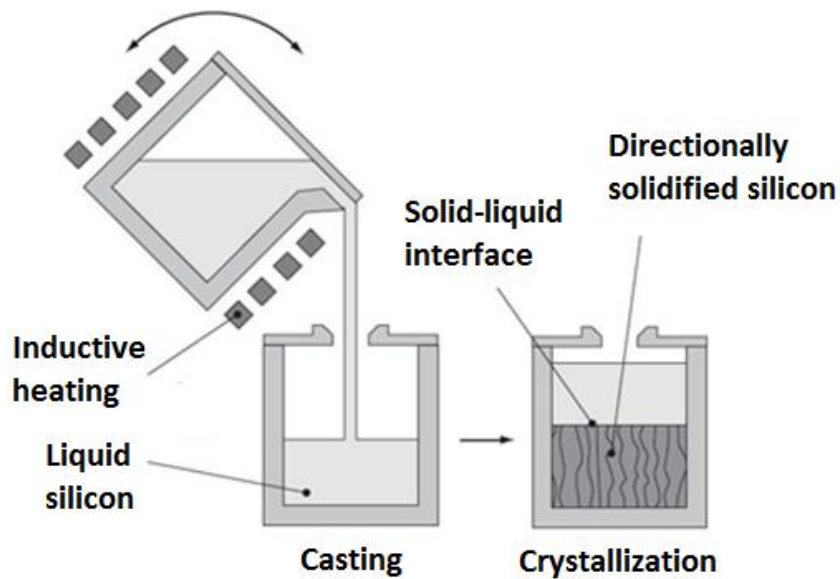 Directionally
solidified silicon
Solid-liquid
interface
Inductive
heating
Liquid
silicon
Casting
Crystallization